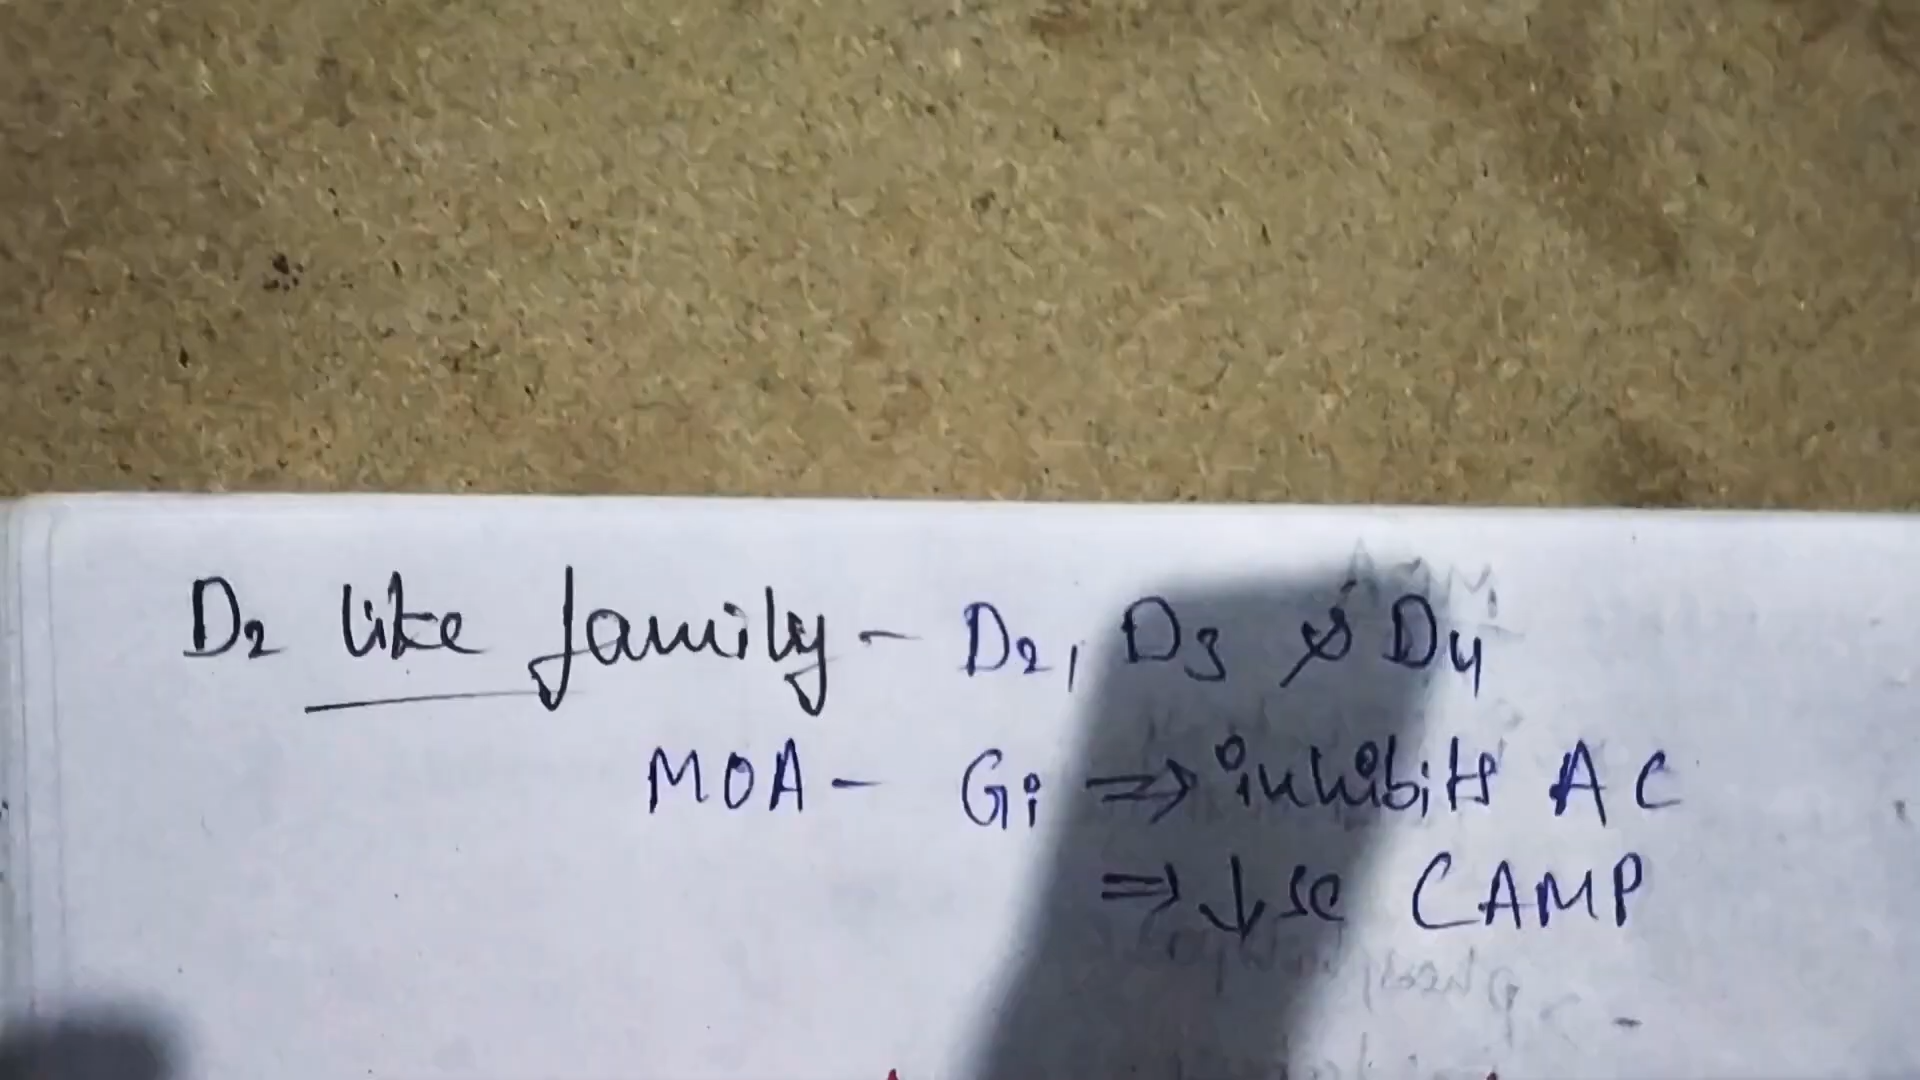 D2 like family - D2, D3 & D4
MOA - Gi ⇒ inhibits AC
⇒ ↓se CAMP